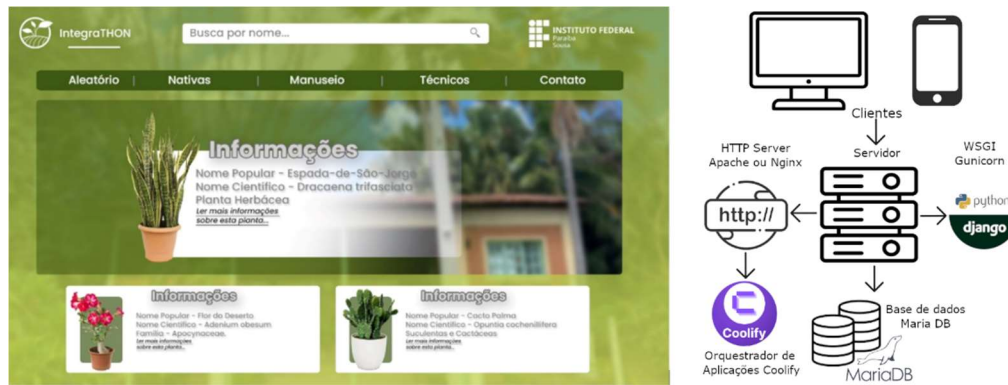 IntegraTHON
Busca por nome...
INSTITUTO FEDERAL
Paraíba
Sousa
Aleatório | Nativas | Manuseio | Técnicos | Contato
Informações
Nome Popular - Espada-de-São-Jorge
Nome Científico - Dracaena trifasciata
Planta Herbácea
Ler mais informações
sobre esta planta...
Informações
Nome Popular - Flor do Deserto
Nome Científico - Adenium obesum
Família - Apocynaceae.
Ler mais informações
sobre esta planta...
Informações
Nome Popular - Cacto Palma
Nome Científico - Opuntia cochenillifera
Suculentas e Cactáceas
Ler mais informações
sobre esta planta...
Clientes
HTTP Server
Apache ou Nginx
Servidor
WSGI
Gunicorn
http://
python
django
Coolify
Orquestrador de
Aplicações Coolify
Base de dados
Maria DB
MariaDB